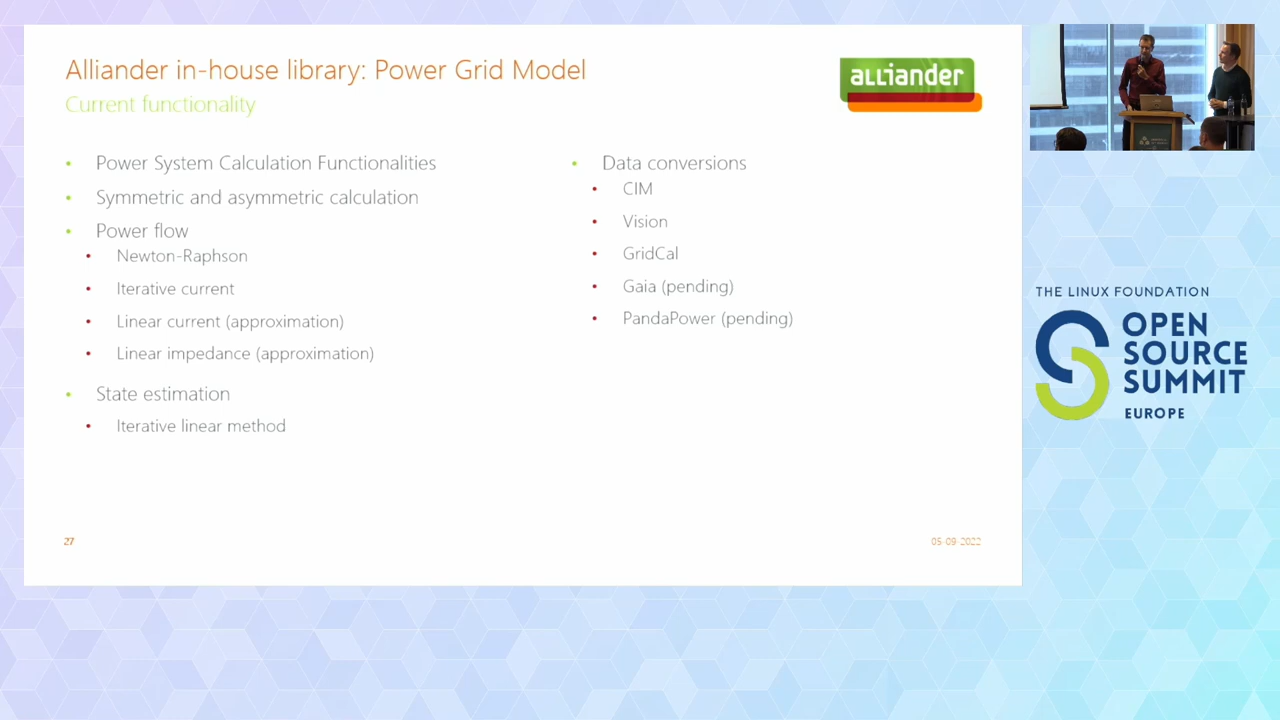 Alliander in-house library: Power Grid Model
Current functionality
alliander
• Power System Calculation Functionalities
• Symmetric and asymmetric calculation
• Power flow
• Newton-Raphson
• Iterative current
• Linear current (approximation)
• Linear impedance (approximation)
• State estimation
• Iterative linear method
• Data conversions
• CIM
• Vision
• GridCal
• Gaia (pending)
• PandaPower (pending)
27
05-09-2022
THE LINUX FOUNDATION
OPEN
SOURCE
SUMMIT
EUROPE